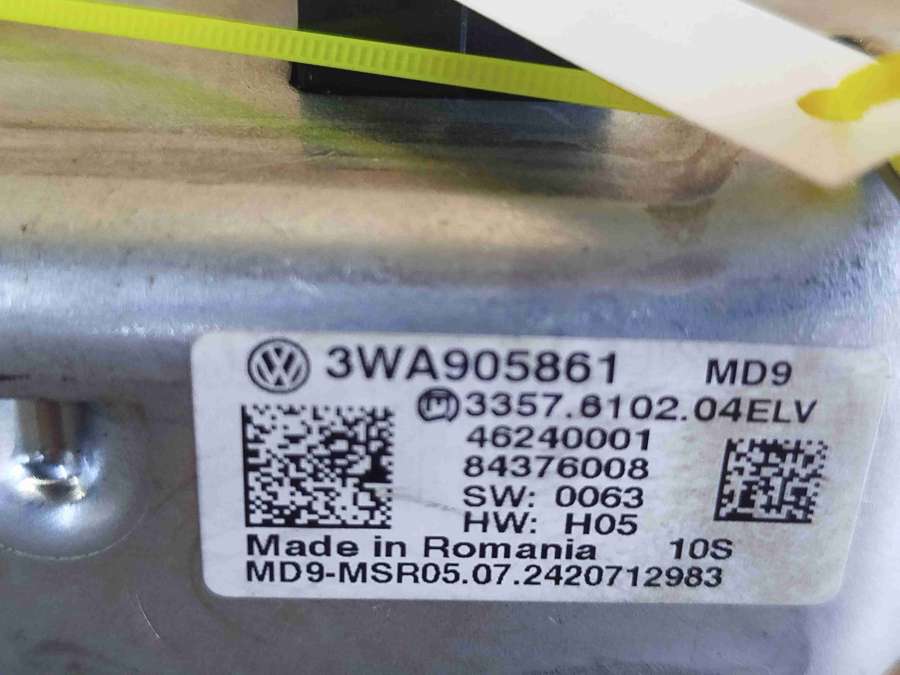 3WA905861 MD9
3357.6102.04ELV
46240001
84376008
SW: 0063
HW: H05
Made in Romania 10S
MD9-MSR05.07.2420712983